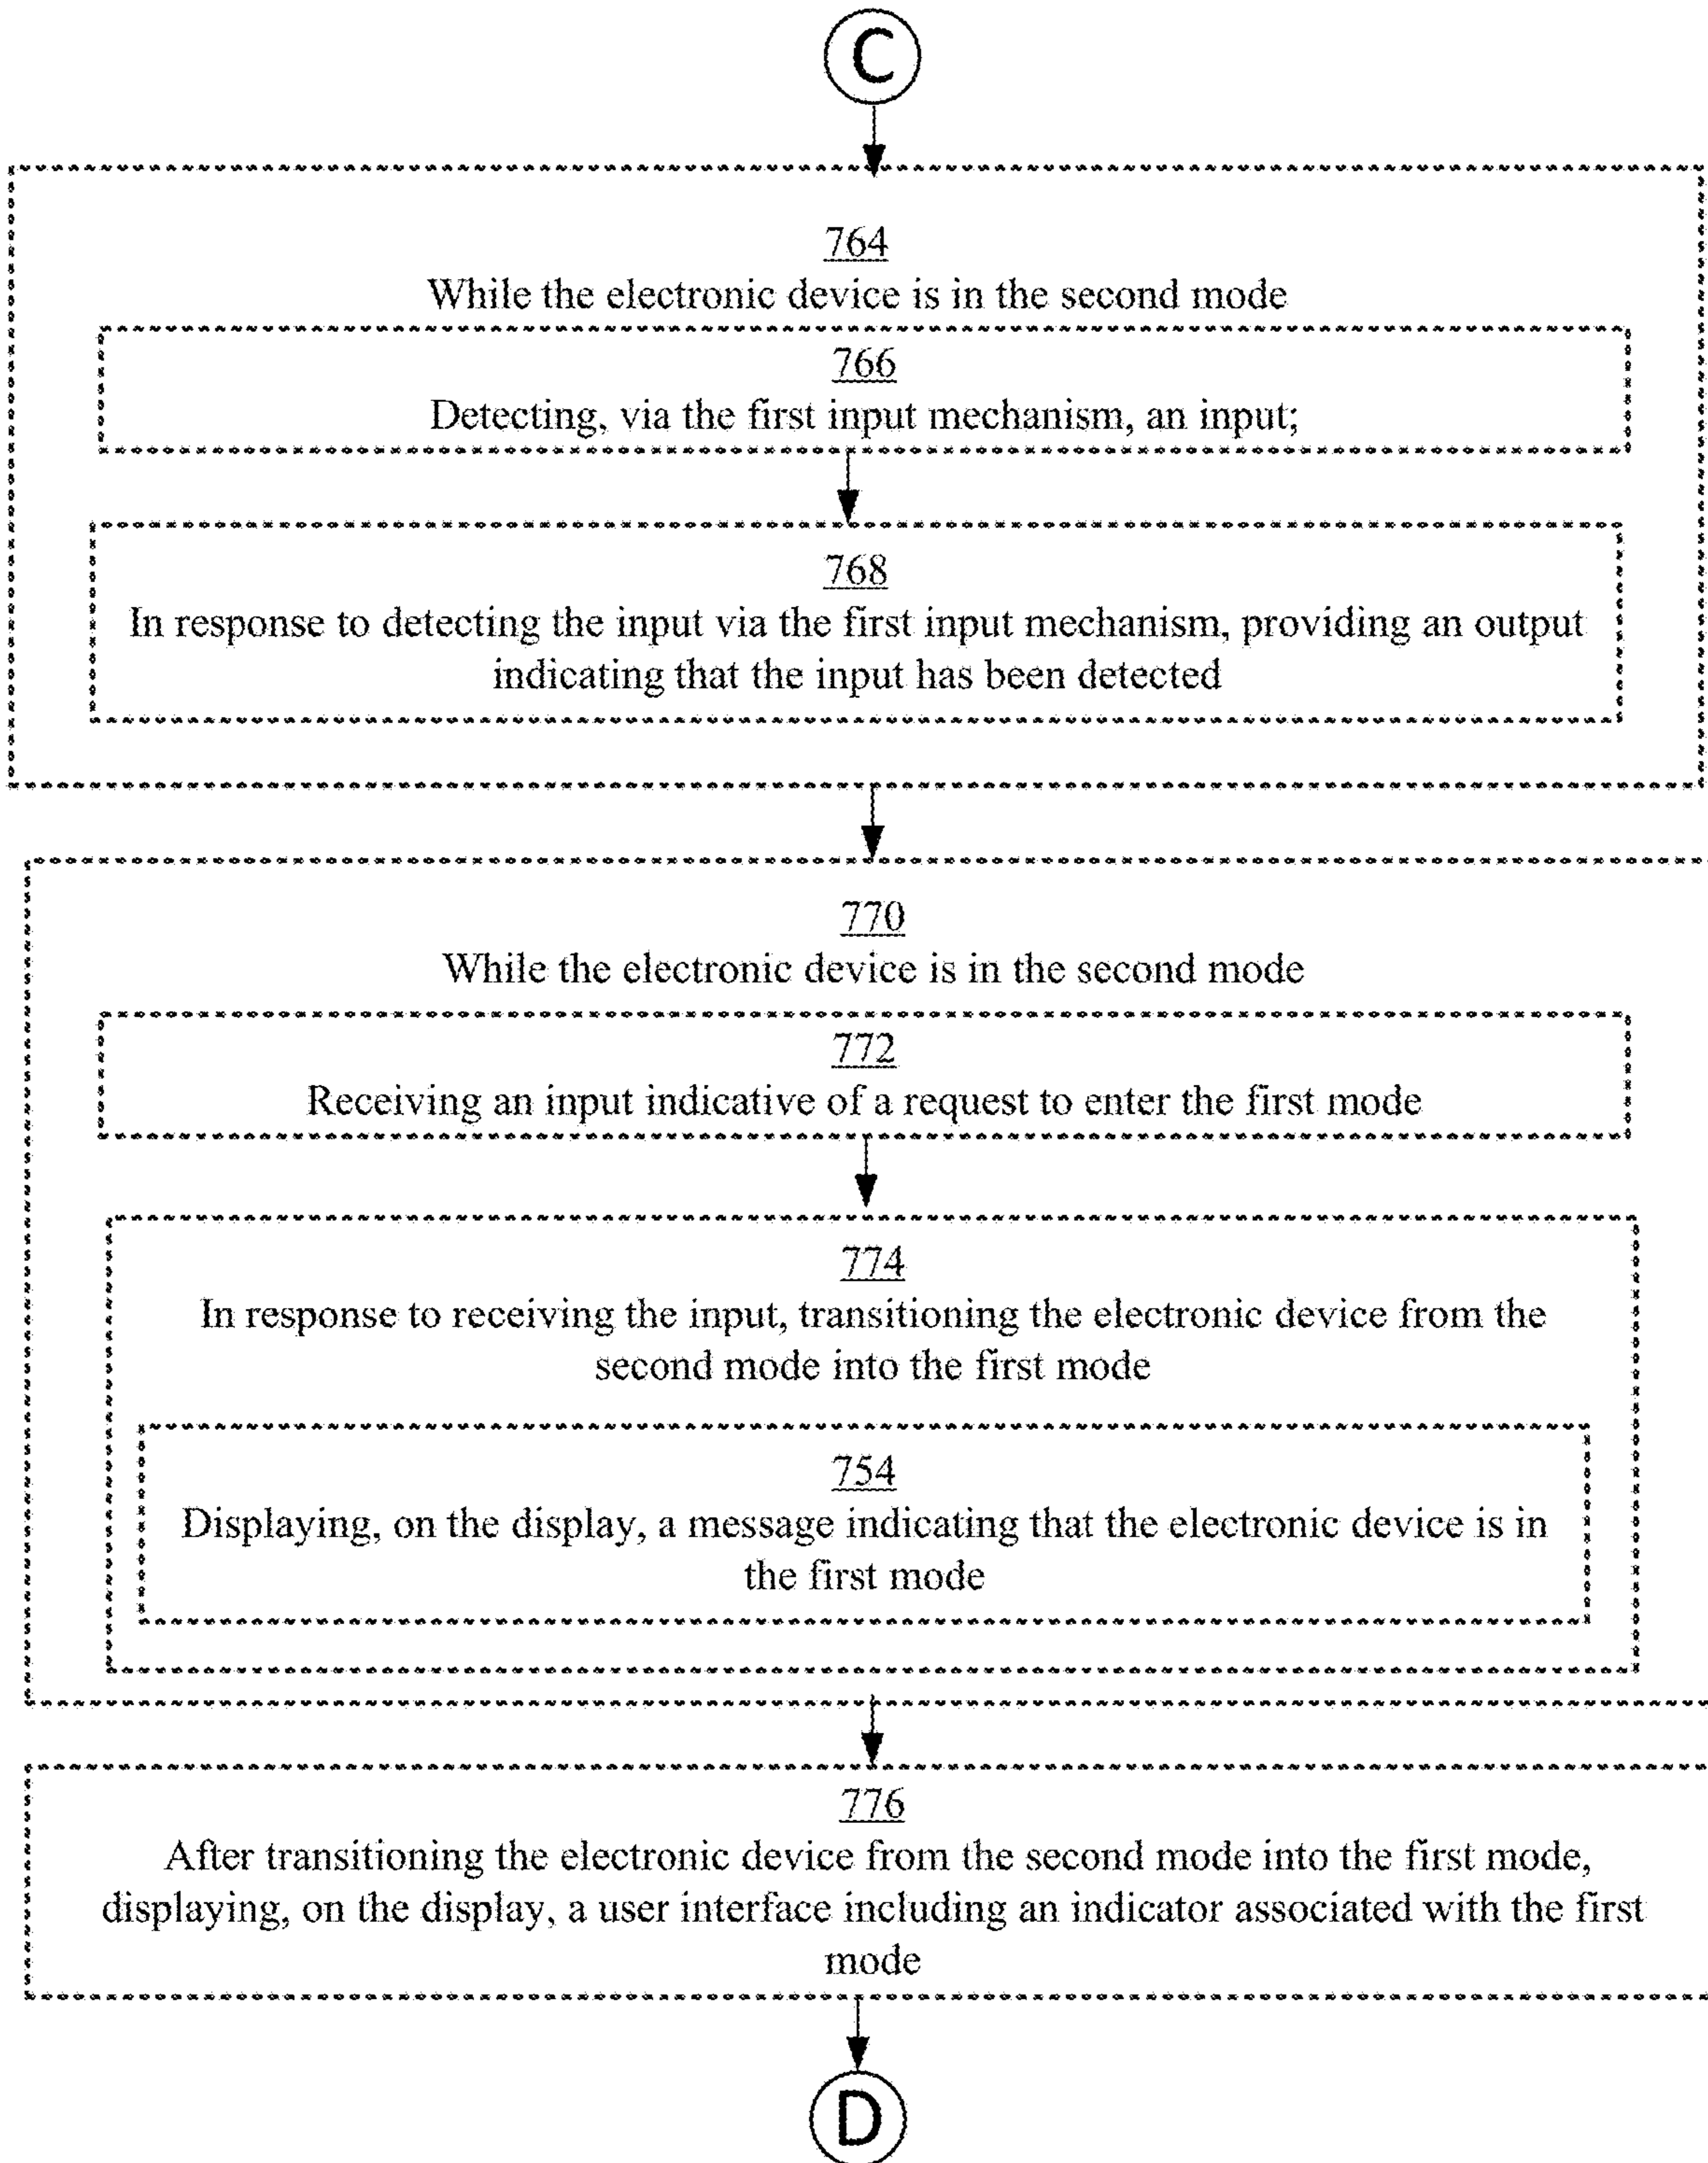 C
764
While the electronic device is in the second mode
766
Detecting, via the first input mechanism, an input;
768
In response to detecting the input via the first input mechanism, providing an output
indicating that the input has been detected
770
While the electronic device is in the second mode
772
Receiving an input indicative of a request to enter the first mode
774
In response to receiving the input, transitioning the electronic device from the
second mode into the first mode
754
Displaying, on the display, a message indicating that the electronic device is in
the first mode
776
After transitioning the electronic device from the second mode into the first mode,
displaying, on the display, a user interface including an indicator associated with the first
mode
D